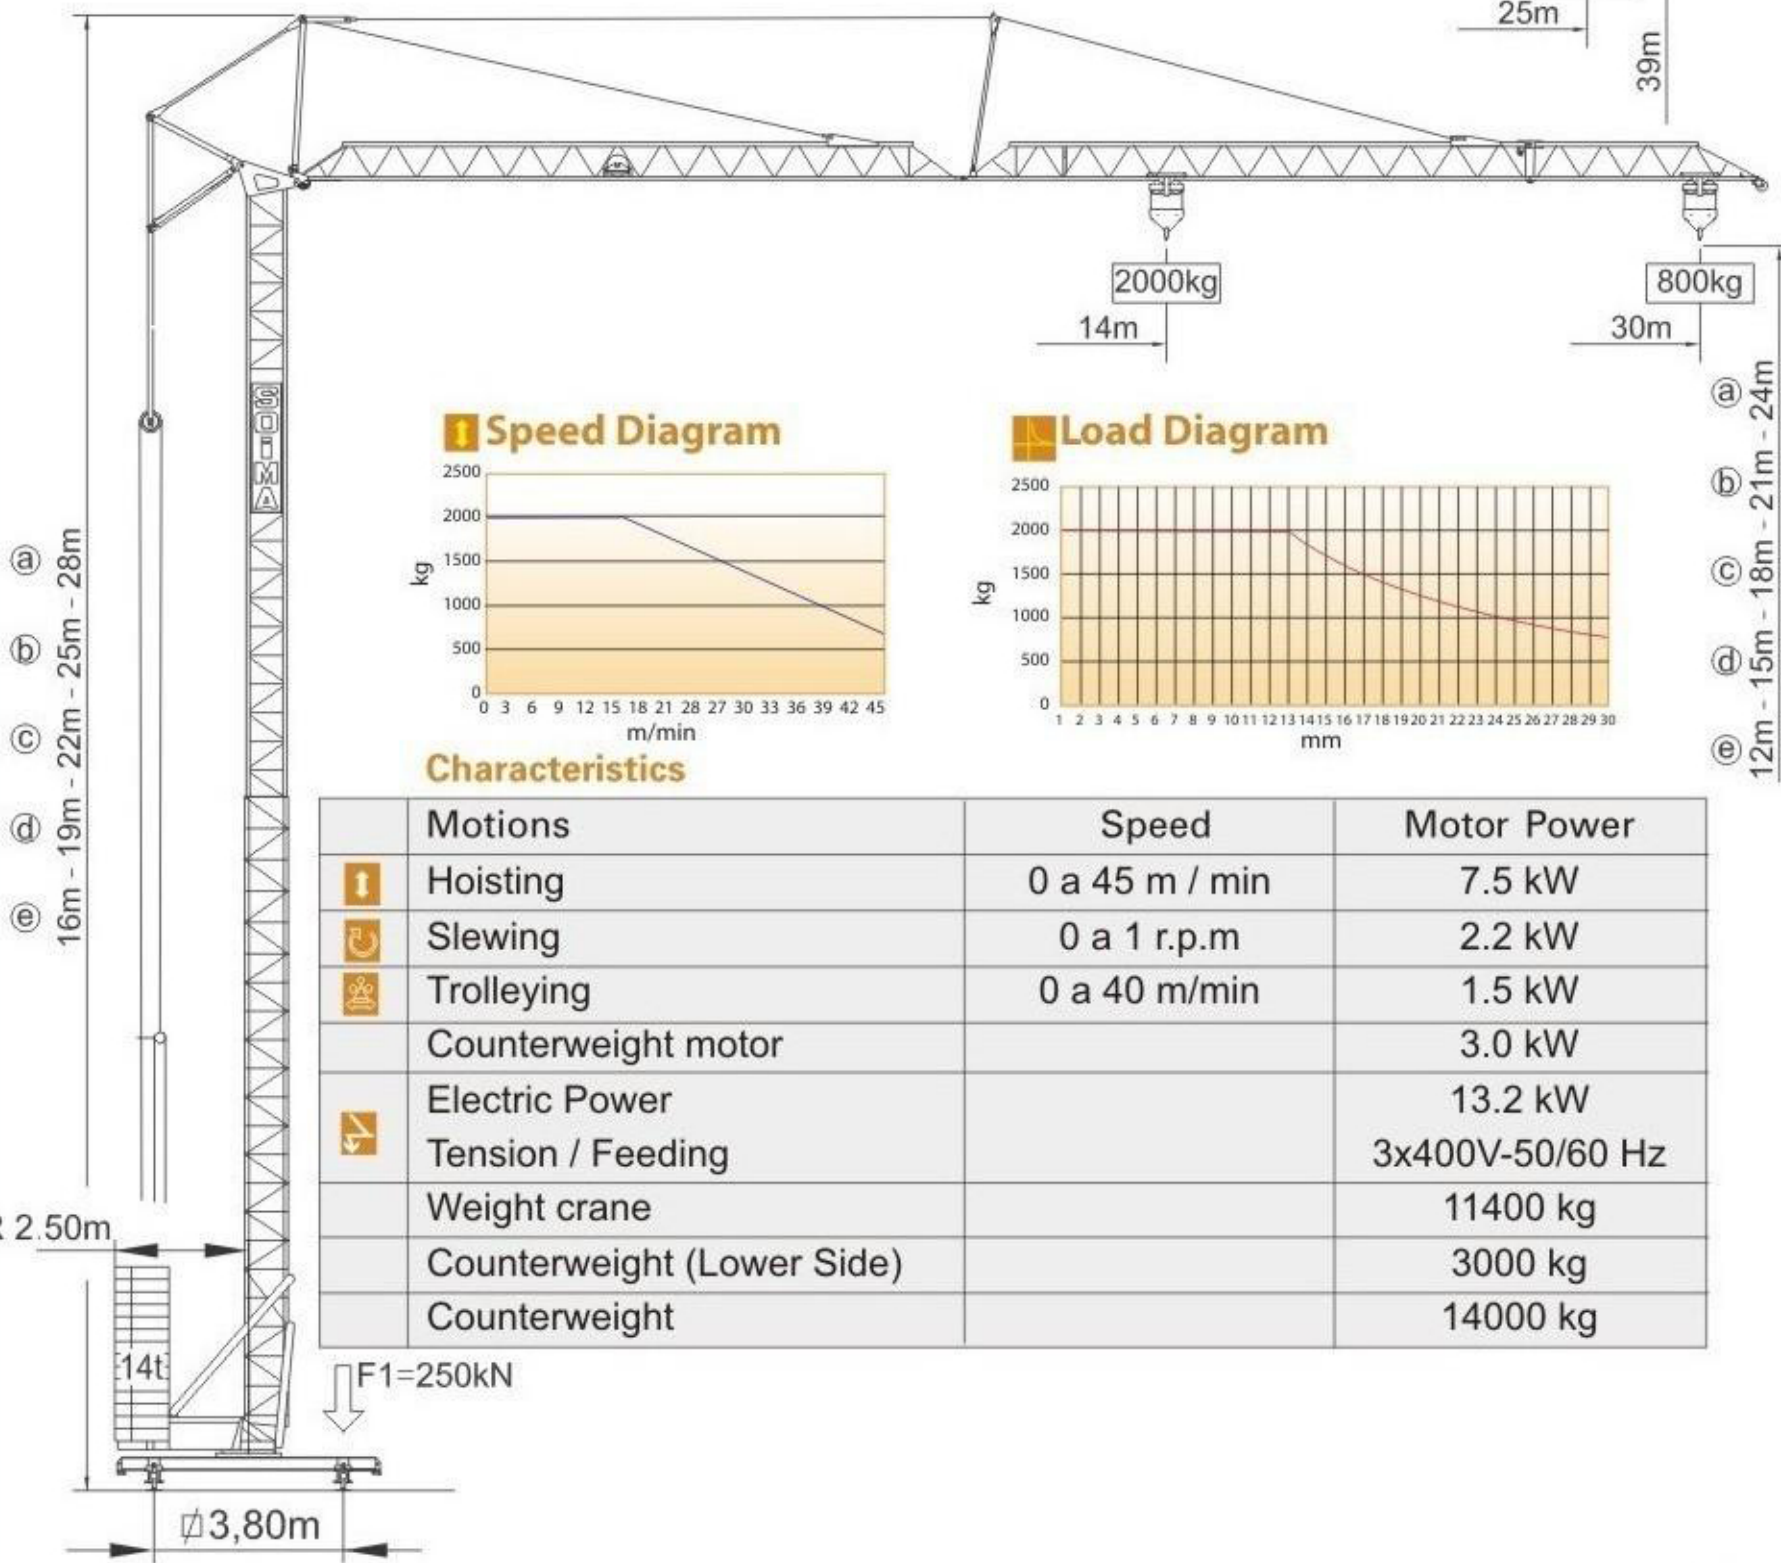 25m
39m
2000kg
800kg
14m
30m
SOIMA
ⓐ ⓑ ⓒ ⓓ ⓔ
16m - 19m - 22m - 25m - 28m
ⓐ ⓑ ⓒ ⓓ ⓔ
12m - 15m - 18m - 21m - 24m
Speed Diagram
2500
2000
1500
1000
500
0
kg
0 3 6 9 12 15 18 21 28 27 30 33 36 39 42 45
m/min
Load Diagram
2500
2000
1500
1000
500
0
kg
1 2 3 4 5 6 7 8 9 10 11 12 13 14 15 16 17 18 19 20 21 22 23 24 25 26 27 28 29 30
mm
Characteristics
Motions Speed Motor Power
Hoisting 0 a 45 m / min 7.5 kW
Slewing 0 a 1 r.p.m 2.2 kW
Trolleying 0 a 40 m/min 1.5 kW
Counterweight motor 3.0 kW
Electric Power 13.2 kW
Tension / Feeding 3x400V-50/60 Hz
Weight crane 11400 kg
Counterweight (Lower Side) 3000 kg
Counterweight 14000 kg
R 2.50m
14t
F1=250kN
3,80m